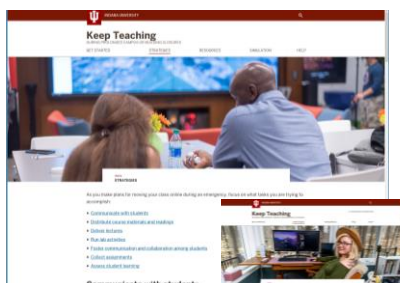 INDIANA UNIVERSITY
Keep Teaching
GET STARTED STRATEGIES RESOURCES SIMULATION HELP
STRATEGIES
As you make plans for moving your class online during an emergency, focus on what tasks you are trying to
accomplish:
Communicate with students
Distribute course materials and readings
Deliver lectures
Run lab activities
Foster communication and collaboration among students
Collect assignments
Assess student learning
Communicate with students
Keep Teaching